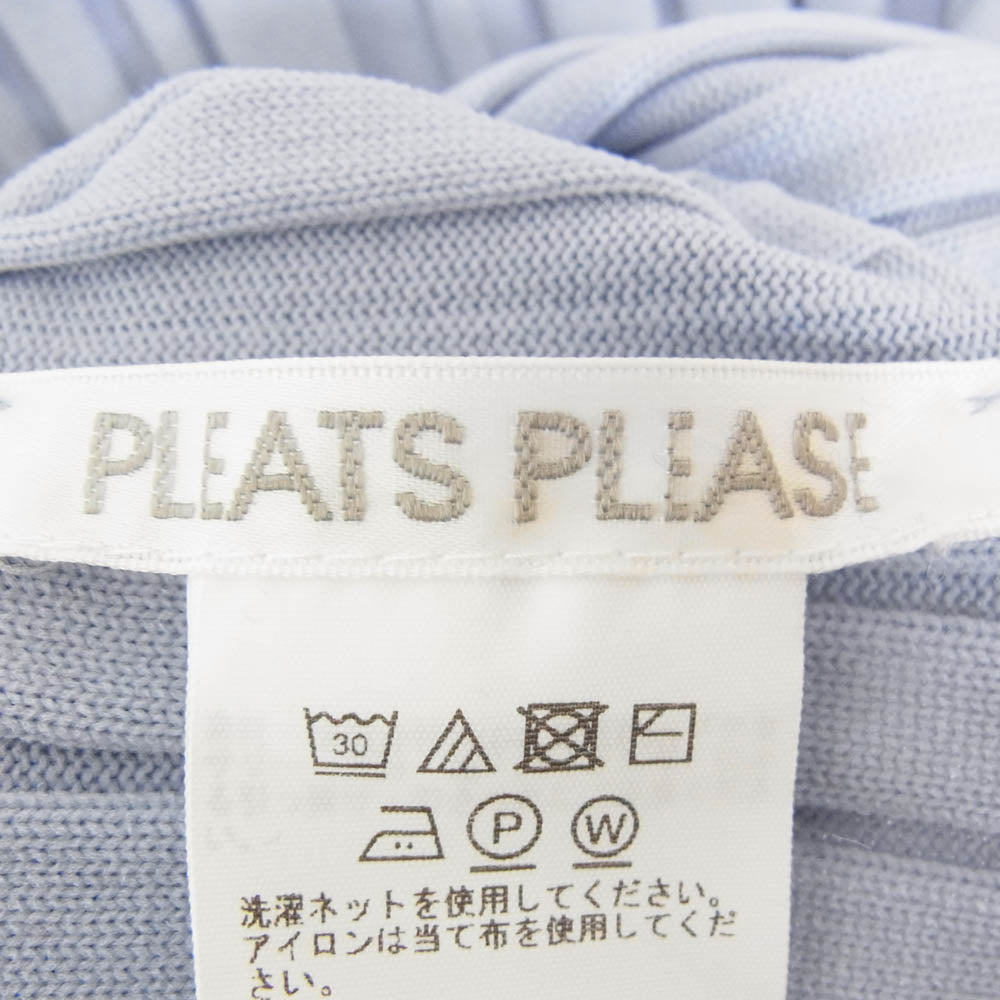 PLEATS PLEASE
30
P W
洗濯ネットを使用してください。
アイロンは当て布を使用してくだ
さい。